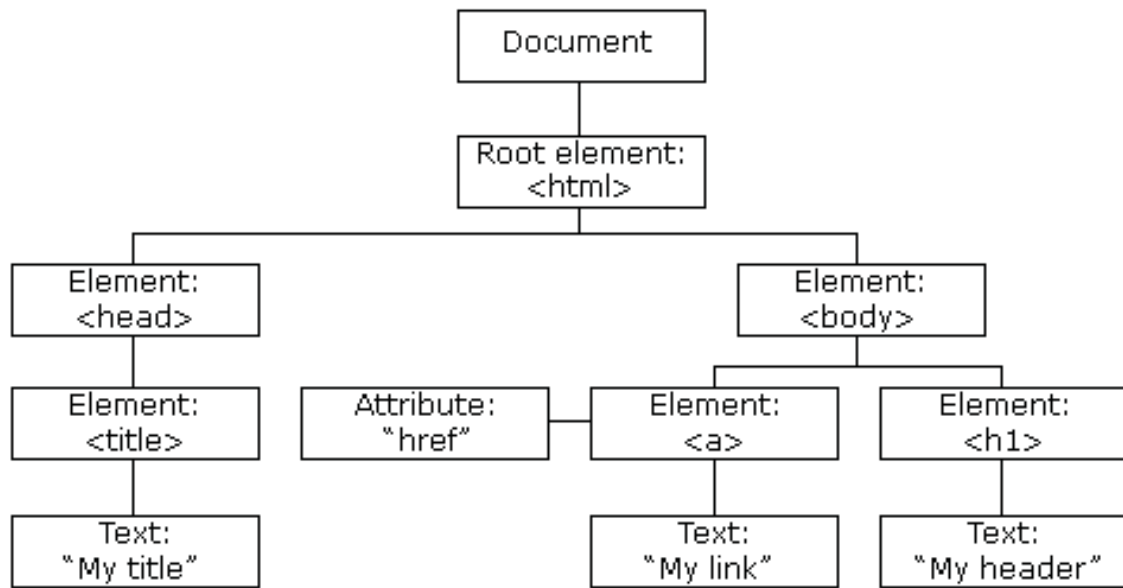 Document
Root element:
<html>
Element:
<head>
Element:
<body>
Element:
<title>
Attribute:
“href”
Element:
<a>
Element:
<h1>
Text:
“My title”
Text:
“My link”
Text:
“My header”